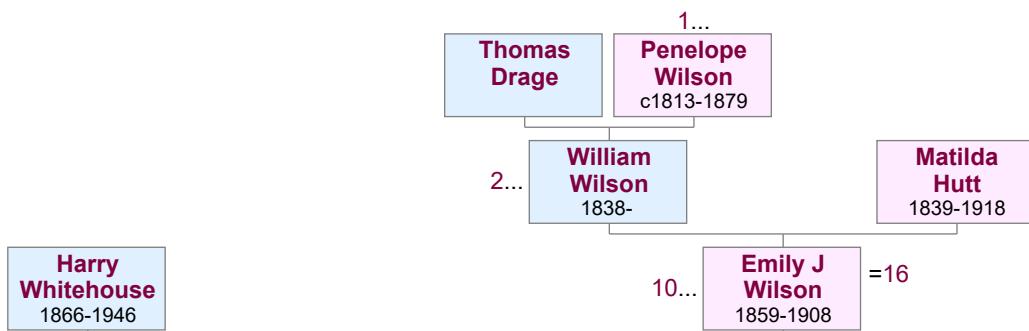 1...
Thomas
Drage
Penelope
Wilson
c1813-1879
2...
William
Wilson
1838-
Matilda
Hutt
1839-1918
Harry
Whitehouse
1866-1946
10...
Emily J
Wilson
1859-1908
=16